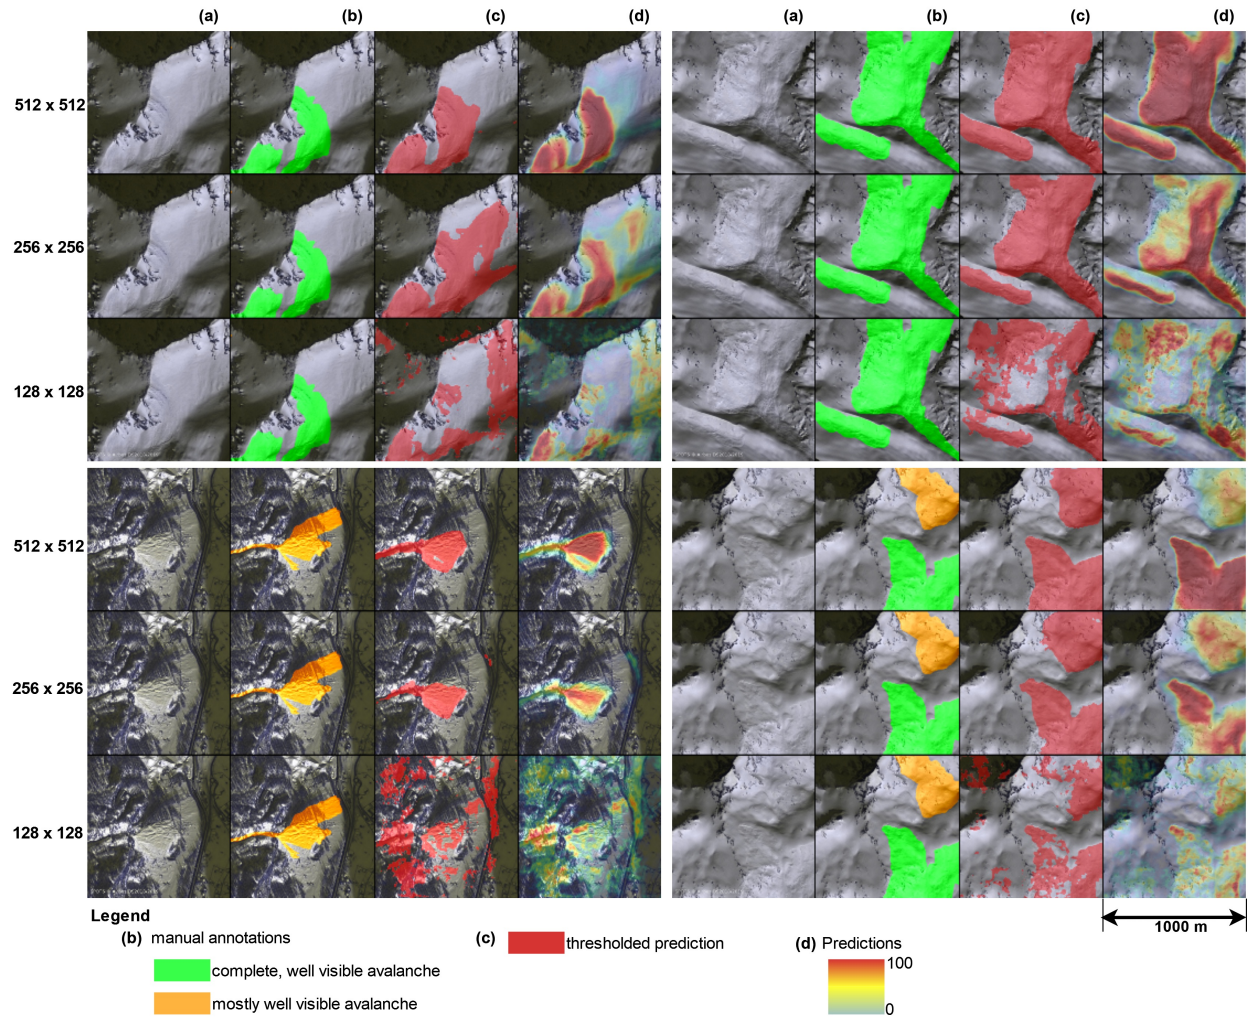 (a) (b) (c) (d) (a) (b) (c) (d)
512 x 512
256 x 256
128 x 128
512 x 512
256 x 256
128 x 128
1000 m
Legend
(b) manual annotations
(c) thresholded prediction
(d) Predictions
complete, well visible avalanche
100
mostly well visible avalanche
0